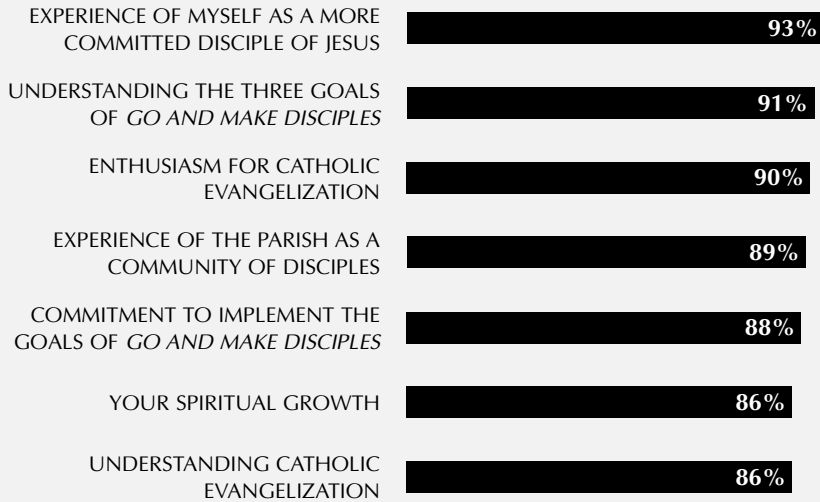 EXPERIENCE OF MYSELF AS A MORE
COMMITTED DISCIPLE OF JESUS
93%
UNDERSTANDING THE THREE GOALS
OF GO AND MAKE DISCIPLES
91%
ENTHUSIASM FOR CATHOLIC
EVANGELIZATION
90%
EXPERIENCE OF THE PARISH AS A
COMMUNITY OF DISCIPLES
89%
COMMITMENT TO IMPLEMENT THE
GOALS OF GO AND MAKE DISCIPLES
88%
YOUR SPIRITUAL GROWTH
86%
UNDERSTANDING CATHOLIC
EVANGELIZATION
86%